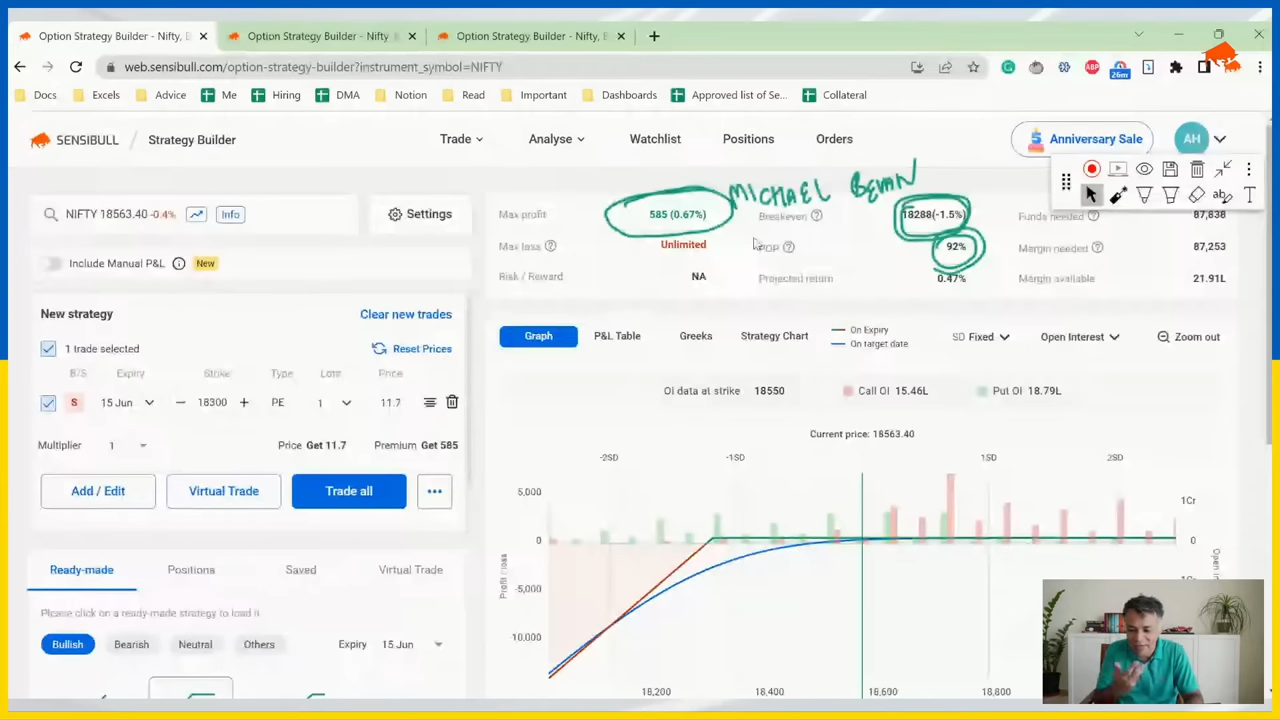 Option Strategy Builder - Nifty, B
Option Strategy Builder - Nifty
Option Strategy Builder - Nifty, B
web.sensibull.com/option-strategy-builder?instrument_symbol=NIFTY
ABP
26m
Docs Excels Advice Me Hiring DMA Notion Read Important Dashboards Approved list of Se... Collateral
SENSIBULL Strategy Builder Trade Analyse Watchlist Positions Orders 5 Anniversary Sale AH
MICHAEL BEVAN
NIFTY 18563.40 -0.4% Info Settings
Include Manual P&L New
Max profit 585 (0.67%) Breakeven 18288(-1.5%) Funds needed 87,838
Max loss Unlimited POP 92% Margin needed 87,253
Risk / Reward NA Projected return 0.47% Margin available 21.91L
New strategy Clear new trades
1 trade selected Reset Prices
B/S Expiry Strike Type Lots Price
S 15 Jun 18300 PE 1 11.7
Multiplier 1 Price Get 11.7 Premium Get 585
Add / Edit Virtual Trade Trade all
Graph P&L Table Greeks Strategy Chart On Expiry On target date SD Fixed Open Interest Zoom out
OI data at strike 18550 Call OI 15.46L Put OI 18.79L
Current price: 18563.40
-2SD -1SD 1SD 2SD
5,000 1Cr
0 0
-5,000
-10,000
Profit / loss
18,200 18,400 18,600 18,800
Ready-made Positions Saved Virtual Trade
Please click on a ready-made strategy to load it
Bullish Bearish Neutral Others Expiry 15 Jun